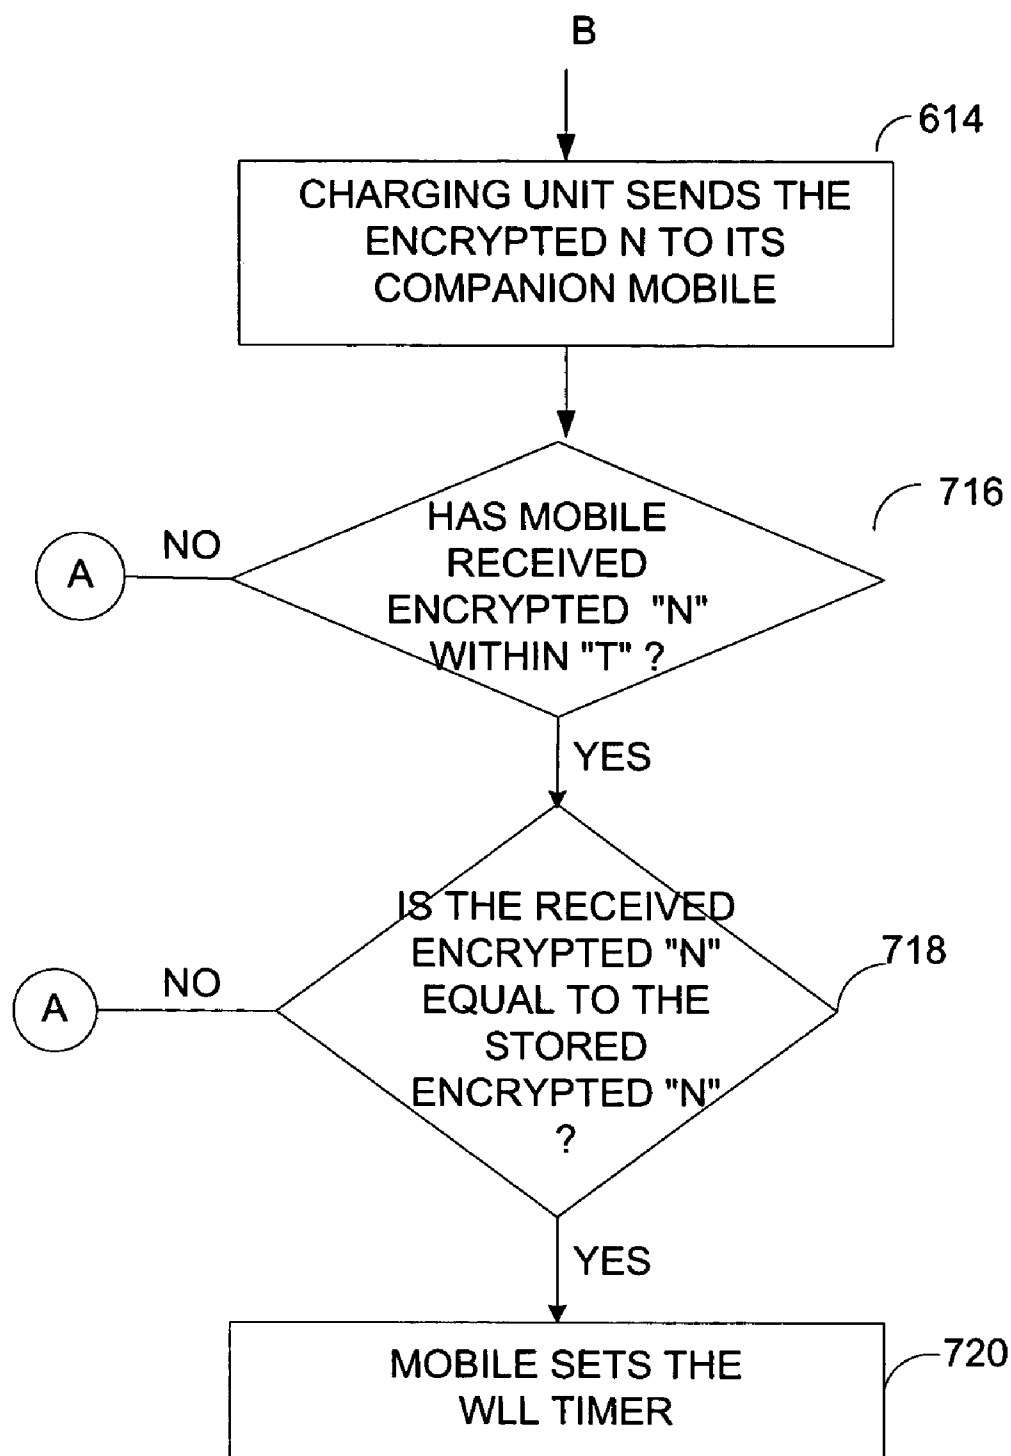 B
614
CHARGING UNIT SENDS THE
ENCRYPTED N TO ITS
COMPANION MOBILE
716
HAS MOBILE
RECEIVED
ENCRYPTED "N"
WITHIN "T" ?
NO
A
YES
IS THE RECEIVED
ENCRYPTED "N"
EQUAL TO THE
STORED
ENCRYPTED "N"
?
718
NO
A
YES
MOBILE SETS THE
WLL TIMER
720